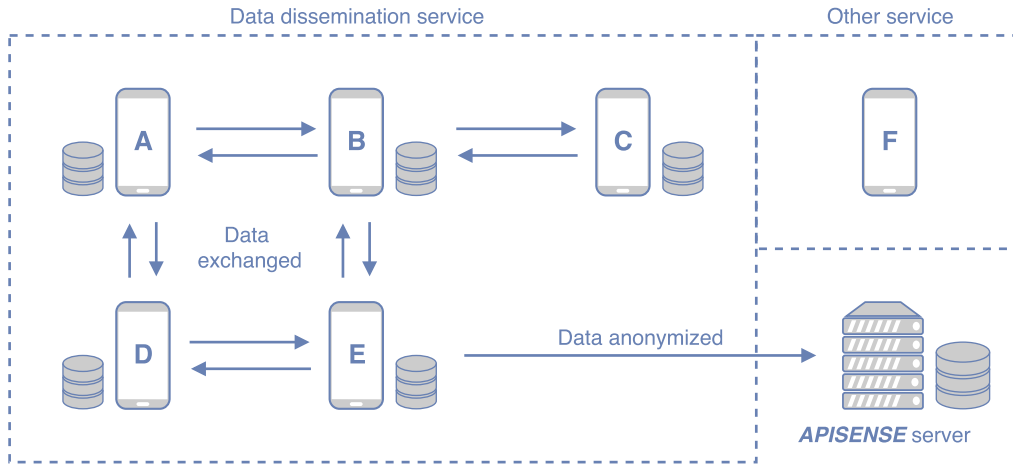 Data dissemination service
Other service
A
B
C
F
Data
exchanged
D
E
Data anonymized
APISENSE server